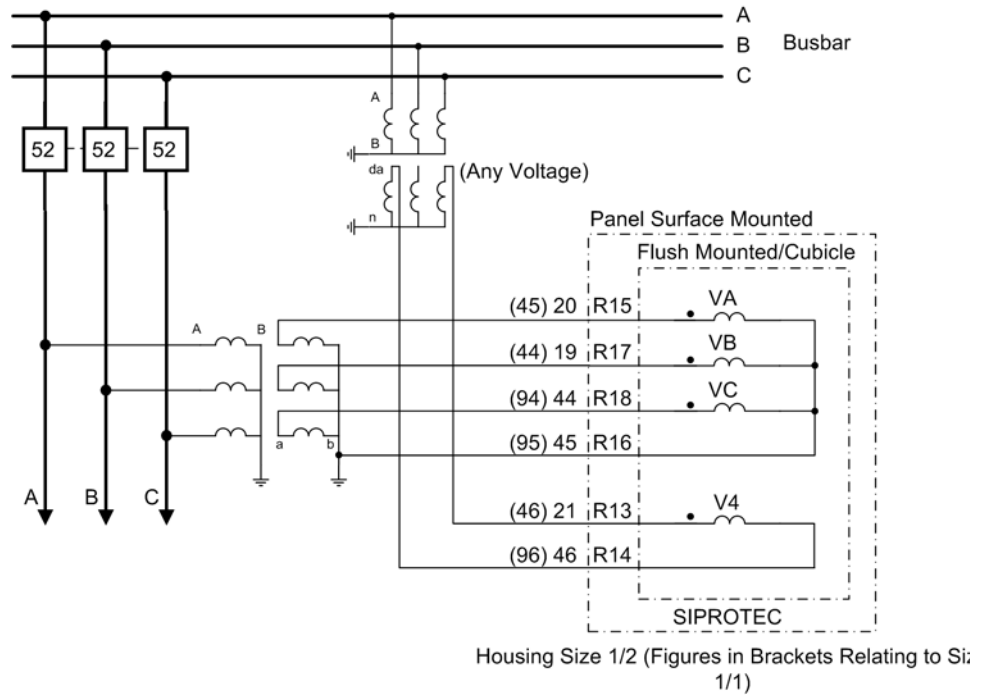 A
B Busbar
C
A
B
52 52 52
da (Any Voltage)
n
Panel Surface Mounted
Flush Mounted/Cubicle
(45) 20 R15 VA
A B
(44) 19 R17 VB
(94) 44 R18 VC
a b
(95) 45 R16
A B C
(46) 21 R13 V4
(96) 46 R14
SIPROTEC
Housing Size 1/2 (Figures in Brackets Relating to
1/1)